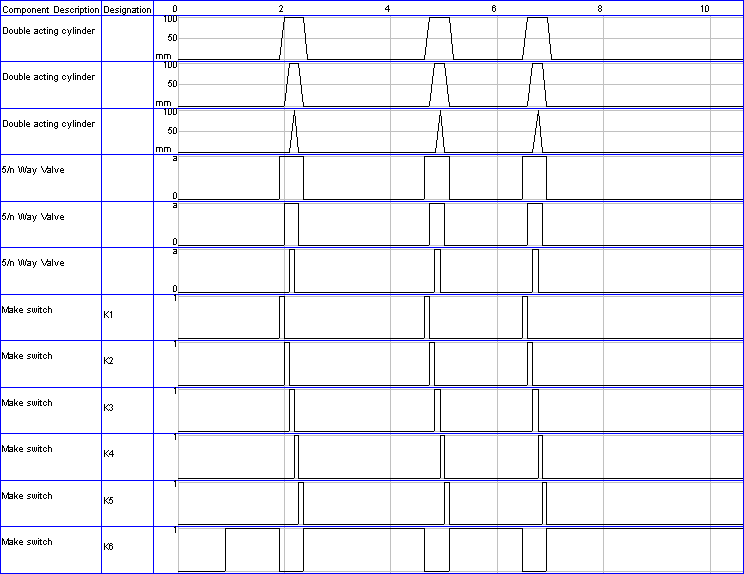 Component Description Designation 0 2 4 6 8 10
Double acting cylinder 100
50
mm
Double acting cylinder 100
50
mm
Double acting cylinder 100
50
mm
5/n Way Valve a
0
5/n Way Valve a
0
5/n Way Valve a
0
Make switch K1 1
Make switch K2 1
Make switch K3 1
Make switch K4 1
Make switch K5 1
Make switch K6 1